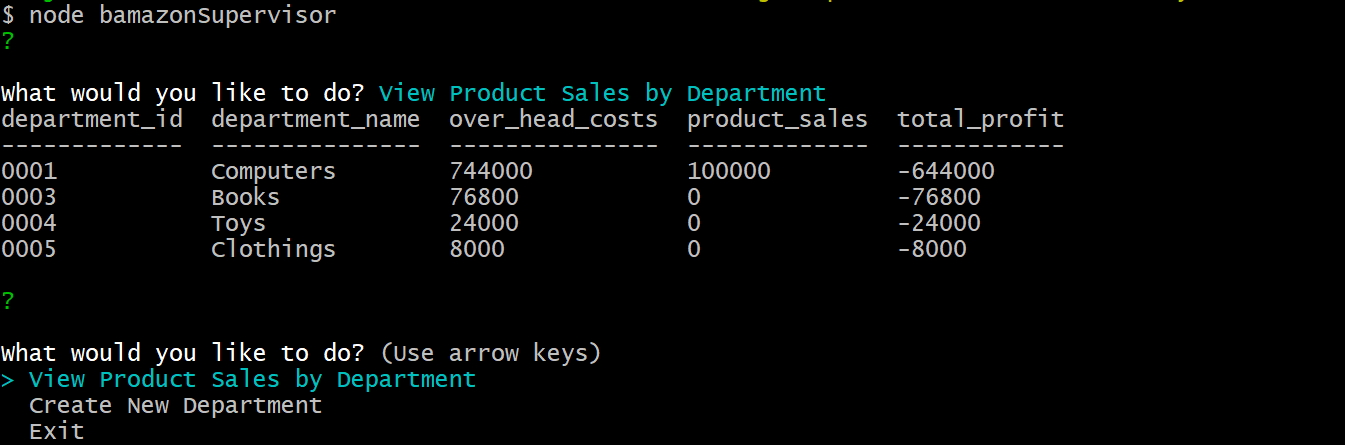 $ node bamazonSupervisor
?
What would you like to do? View Product Sales by Department
department_id  department_name  over_head_costs  product_sales  total_profit
-------------  ---------------  ---------------  -------------  ------------
0001           Computers        744000           100000         -644000
0003           Books            76800            0              -76800
0004           Toys             24000            0              -24000
0005           Clothings        8000             0              -8000
?
What would you like to do? (Use arrow keys)
> View Product Sales by Department
  Create New Department
  Exit